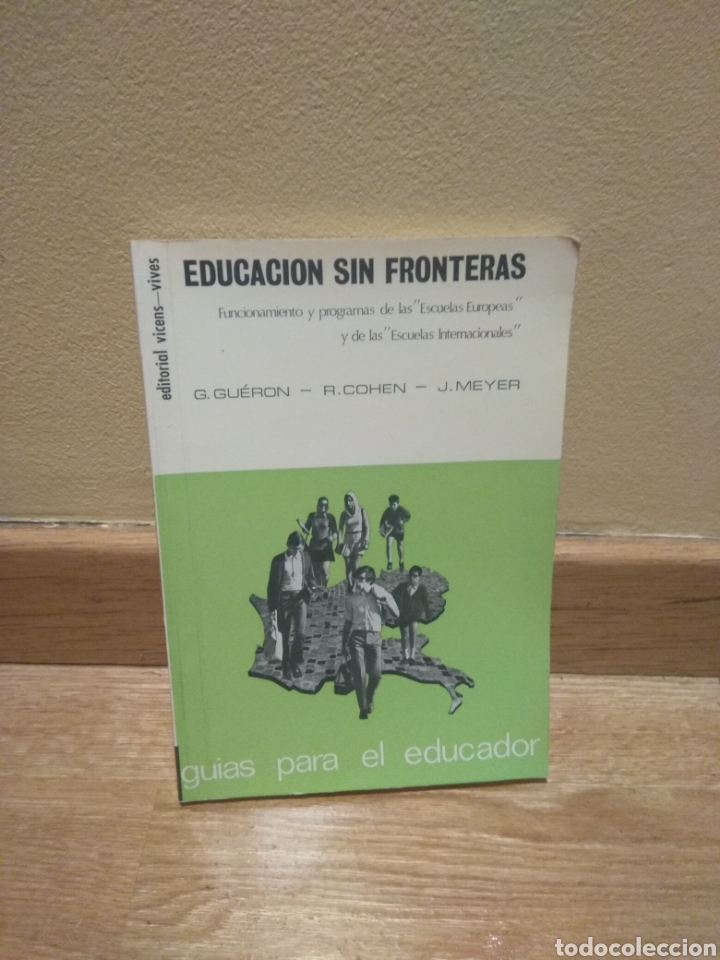 editorial vicens-vives
EDUCACION SIN FRONTERAS
Funcionamiento y programas de las "Escuelas Europeas"
y de las "Escuelas Internacionales"
G. GUÉRON - R. COHEN - J. MEYER
guias para el educador
todocoleccion